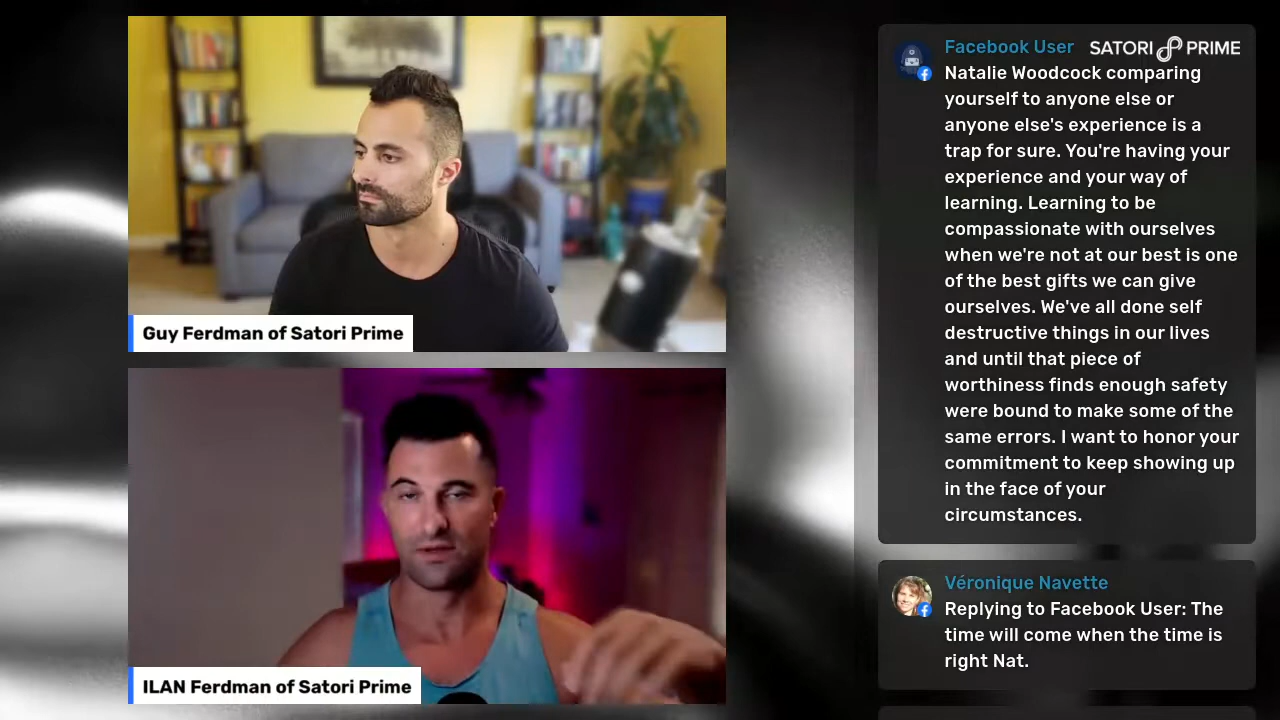 Guy Ferdman of Satori Prime
ILAN Ferdman of Satori Prime
Facebook User
SATORI PRIME
Natalie Woodcock comparing
yourself to anyone else or
anyone else's experience is a
trap for sure. You're having your
experience and your way of
learning. Learning to be
compassionate with ourselves
when we're not at our best is one
of the best gifts we can give
ourselves. We've all done self
destructive things in our lives
and until that piece of
worthiness finds enough safety
were bound to make some of the
same errors. I want to honor your
commitment to keep showing up
in the face of your
circumstances.
Véronique Navette
Replying to Facebook User: The
time will come when the time is
right Nat.